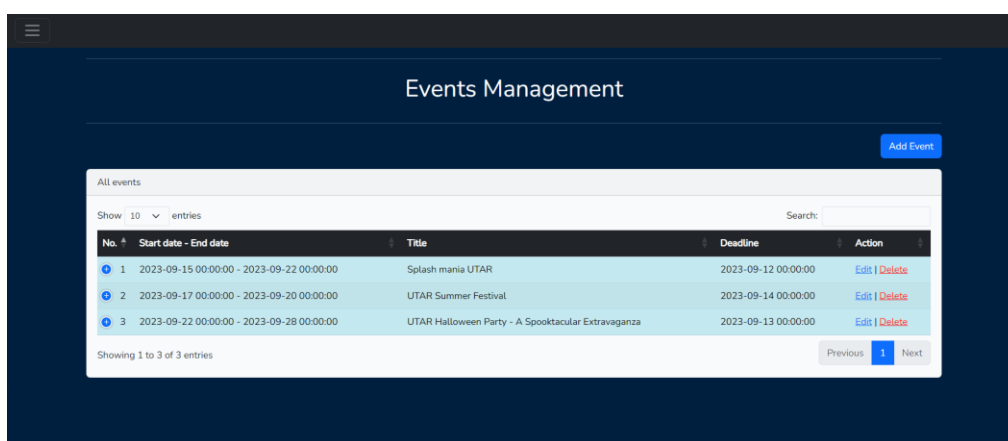 Events Management
Add Event
All events
Show 10 entries Search:
No. Start date - End date Title Deadline Action
1 2023-09-15 00:00:00 - 2023-09-22 00:00:00 Splash mania UTAR 2023-09-12 00:00:00 Edit | Delete
2 2023-09-17 00:00:00 - 2023-09-20 00:00:00 UTAR Summer Festival 2023-09-14 00:00:00 Edit | Delete
3 2023-09-22 00:00:00 - 2023-09-28 00:00:00 UTAR Halloween Party - A Spooktacular Extravaganza 2023-09-13 00:00:00 Edit | Delete
Showing 1 to 3 of 3 entries Previous 1 Next